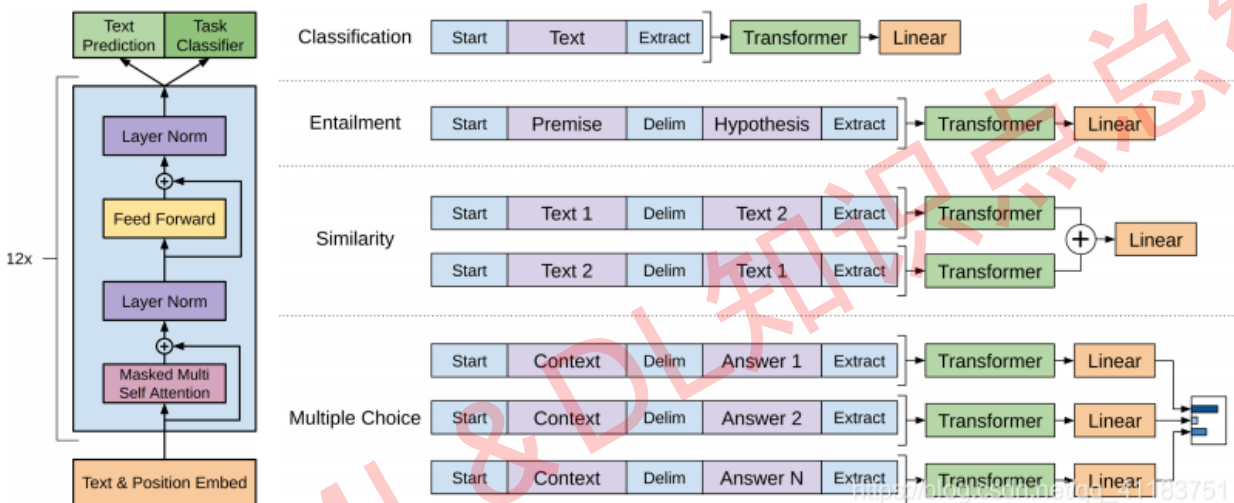 Text Prediction
Task Classifier
12x
Layer Norm
Feed Forward
Layer Norm
Masked Multi Self Attention
Text & Position Embed
Classification
Start Text Extract Transformer Linear
Entailment
Start Premise Delim Hypothesis Extract Transformer Linear
Similarity
Start Text 1 Delim Text 2 Extract Transformer
Linear
Start Text 2 Delim Text 1 Extract Transformer
Multiple Choice
Start Context Delim Answer 1 Extract Transformer Linear
Start Context Delim Answer 2 Extract Transformer Linear
Start Context Delim Answer N Extract Transformer Linear
& DL知识点总